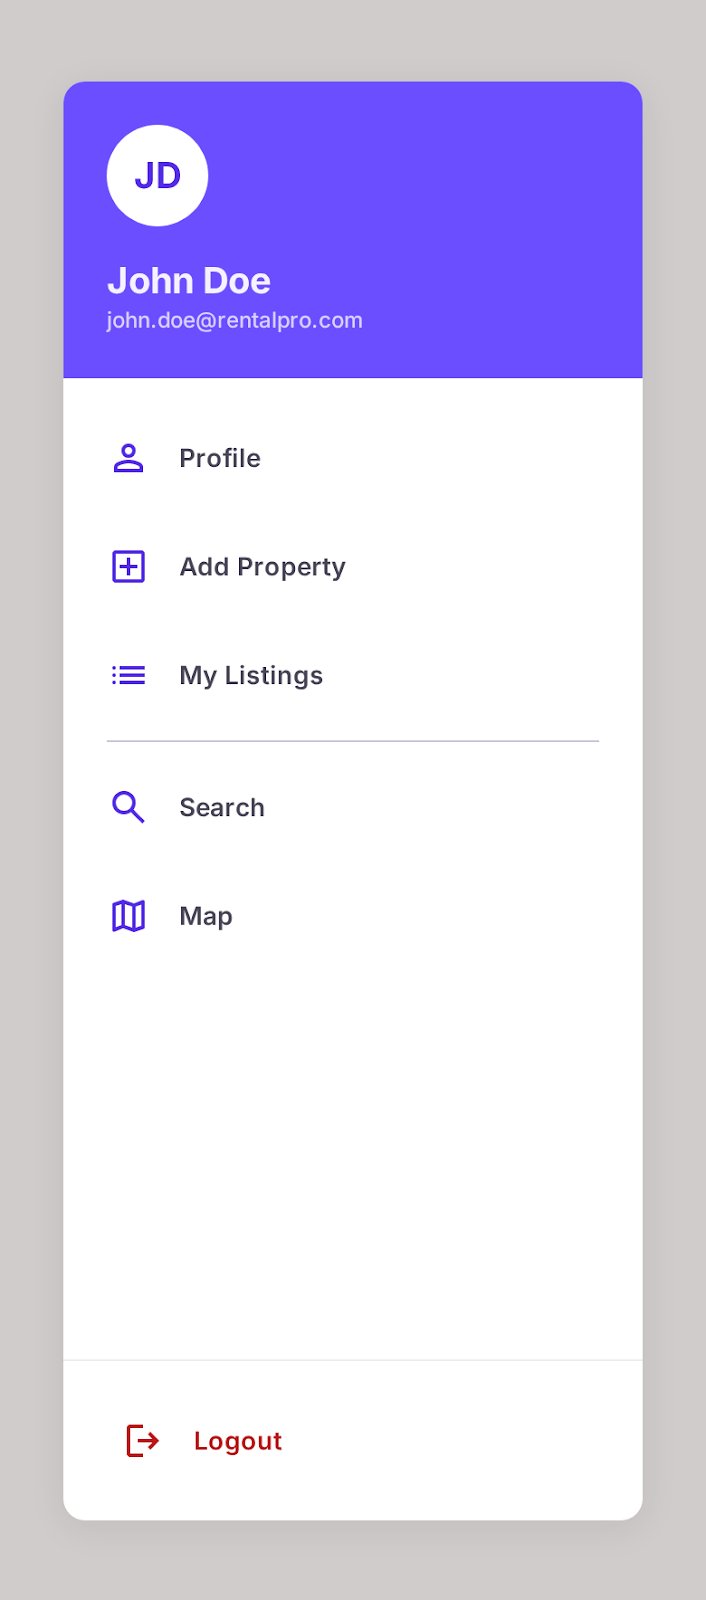 JD
John Doe
john.doe@rentalpro.com
Profile
Add Property
My Listings
Search
Map
Logout